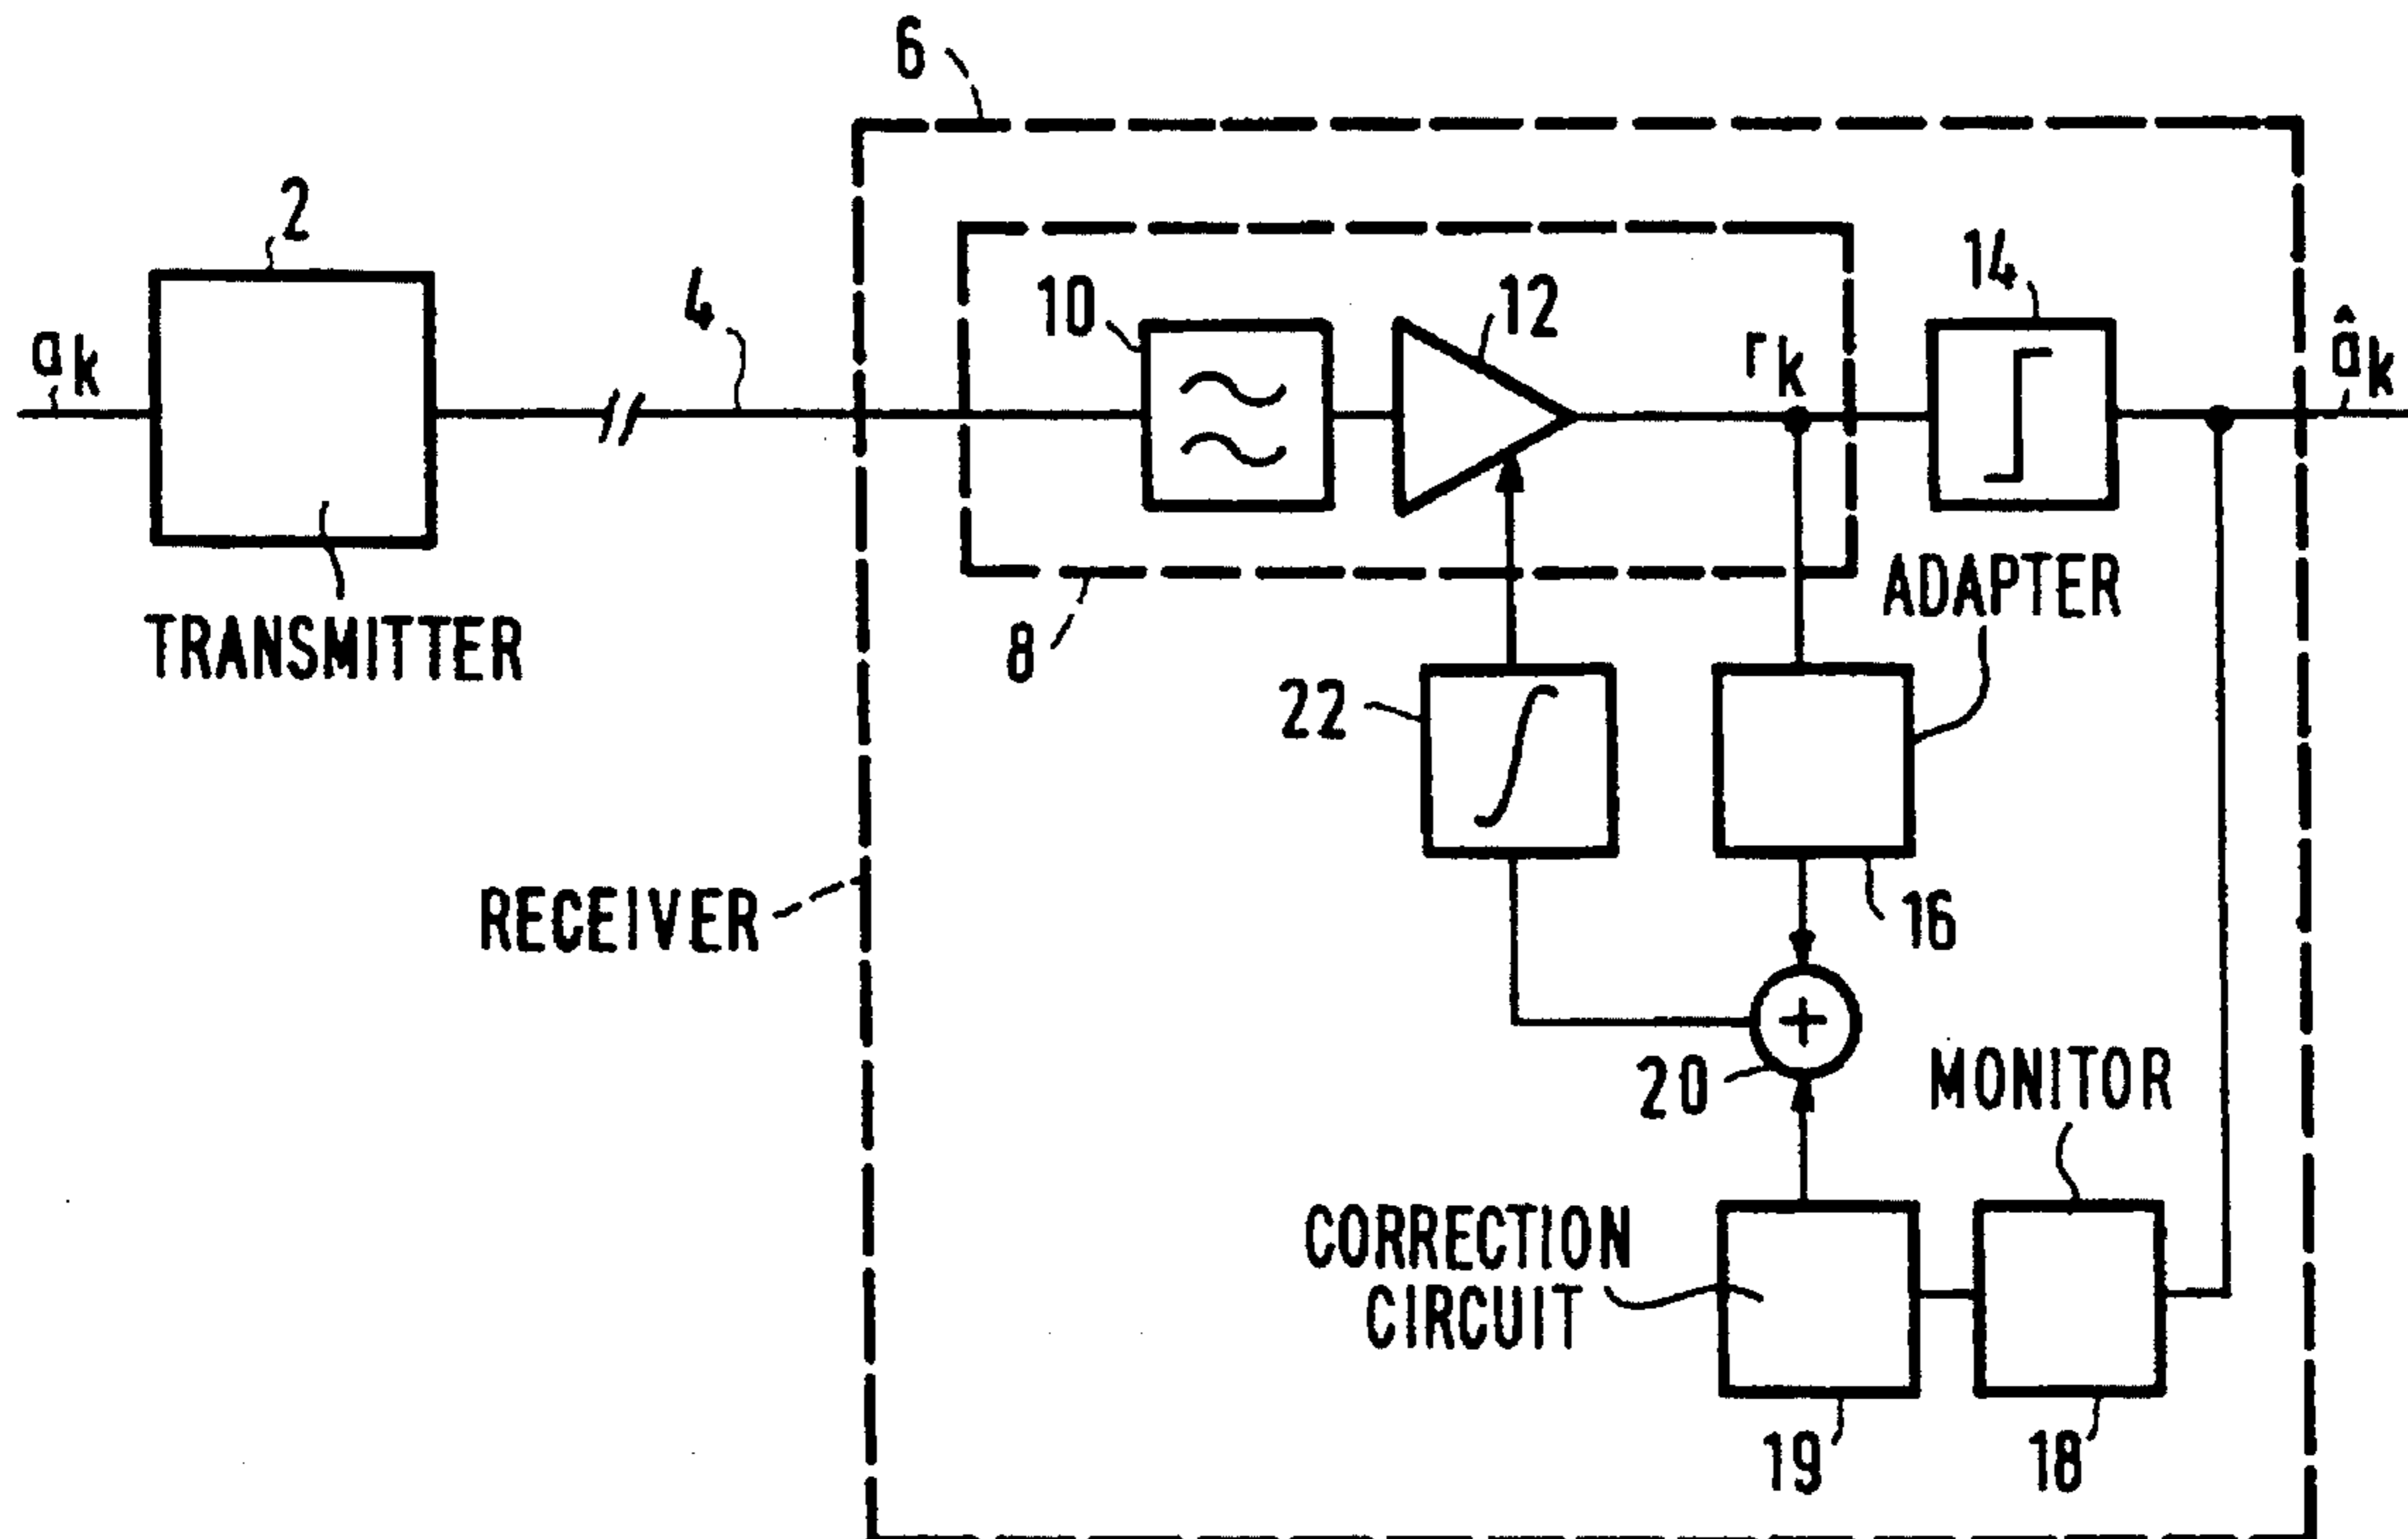 6
2
4
10
12
14
a_k
r_k
â_k
TRANSMITTER
8
ADAPTER
22
RECEIVER
16
+
20
MONITOR
CORRECTION
CIRCUIT
19
18